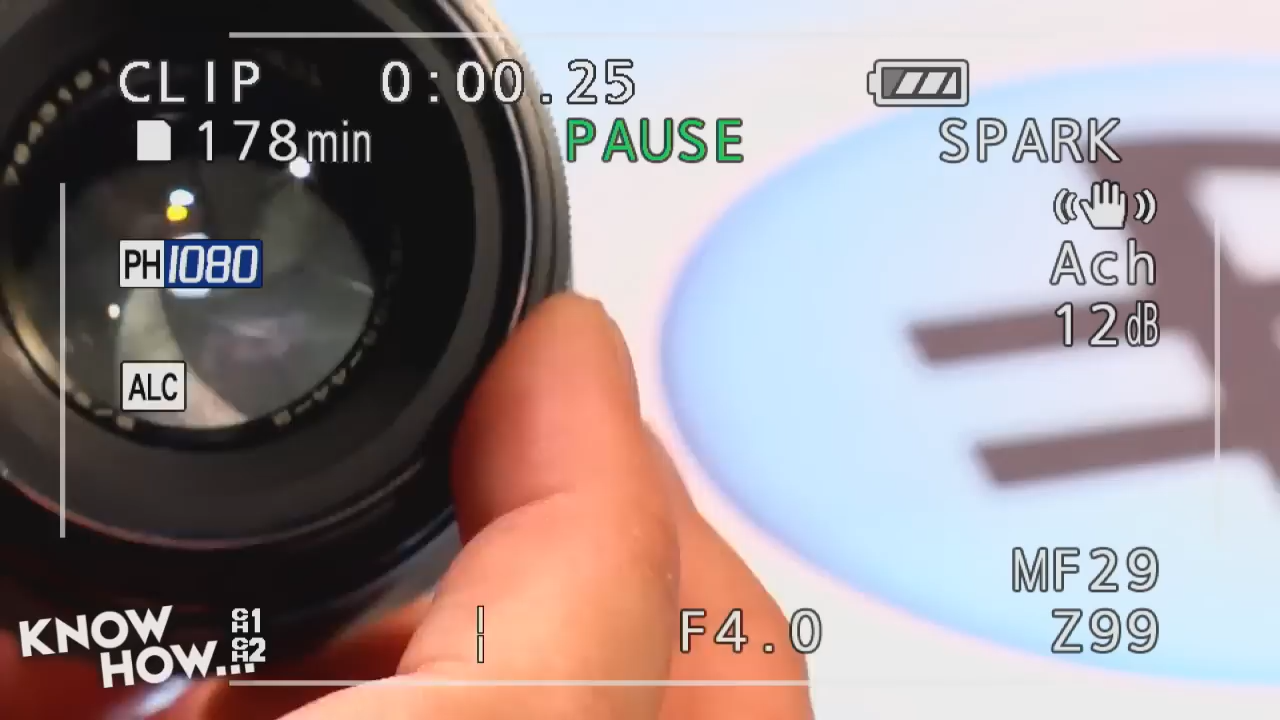 CLIP 0:00.25
178min PAUSE SPARK
PH 1080 Ach
12dB
ALC
MF29
KNOW HOW... CH1 CH2 F4.0 Z99